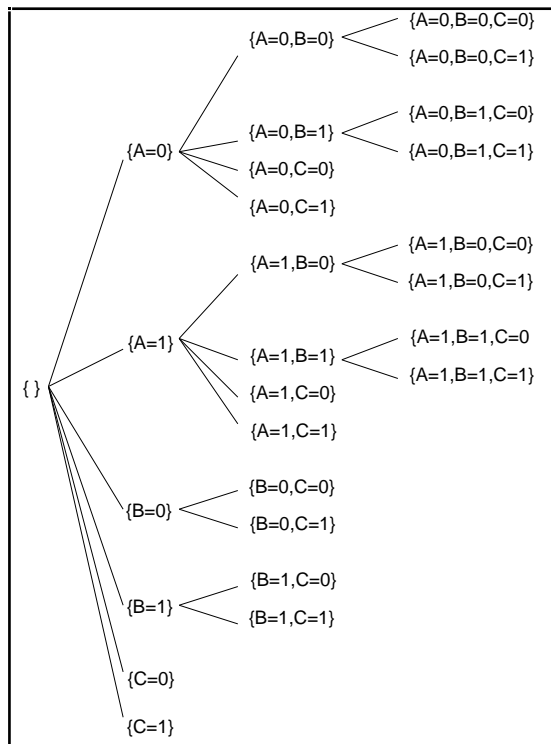 {A=0,B=0,C=0}
{A=0,B=0}
{A=0,B=0,C=1}
{A=0,B=1,C=0}
{A=0,B=1}
{A=0}
{A=0,B=1,C=1}
{A=0,C=0}
{A=0,C=1}
{A=1,B=0,C=0}
{A=1,B=0}
{A=1,B=0,C=1}
{A=1,B=1,C=0
{A=1}
{A=1,B=1}
{A=1,B=1,C=1}
{ }
{A=1,C=0}
{A=1,C=1}
{B=0,C=0}
{B=0}
{B=0,C=1}
{B=1,C=0}
{B=1}
{B=1,C=1}
{C=0}
{C=1}